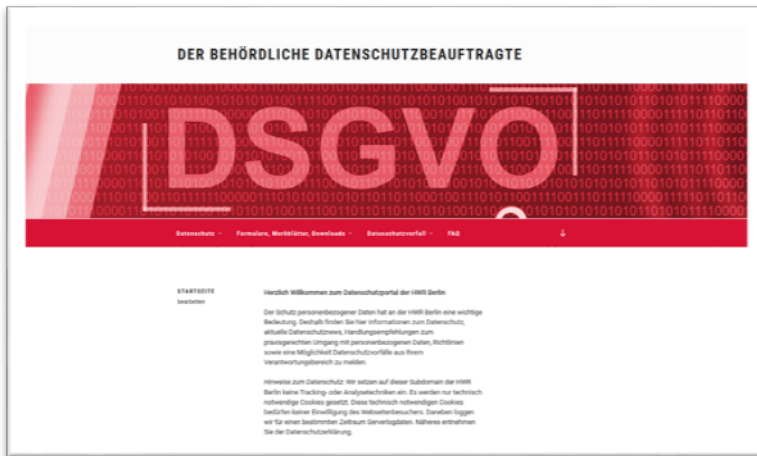 DER BEHÖRDLICHE DATENSCHUTZBEAUFTRAGTE
DSGVO
Datenschutz
Formulare, Merkblätter, Downloads
Datenschutzvorfall
FAQ
STARTSEITE
bearbeiten
Herzlich Willkommen zum Datenschutzportal der HWR Berlin
Der Schutz personenbezogener Daten hat an der HWR Berlin eine wichtige
Bedeutung. Deshalb finden Sie hier Informationen zum Datenschutz,
aktuelle Datenschutznews, Handlungsempfehlungen zum
praxisgerechten Umgang mit personenbezogenen Daten, Richtlinien
sowie eine Möglichkeit Datenschutzvorfälle aus Ihrem
Verantwortungsbereich zu melden.
Hinweise zum Datenschutz: Wir setzen auf dieser Subdomain der HWR
Berlin keine Tracking- oder Analysetechniken ein. Es werden nur technisch
notwendige Cookies gesetzt. Diese technisch notwendigen Cookies
bedürfen keiner Einwilligung des Webseitenbesuchers. Daneben loggen
wir für einen bestimmten Zeitraum Serverlogdaten. Näheres entnehmen
Sie der Datenschutzerklärung.